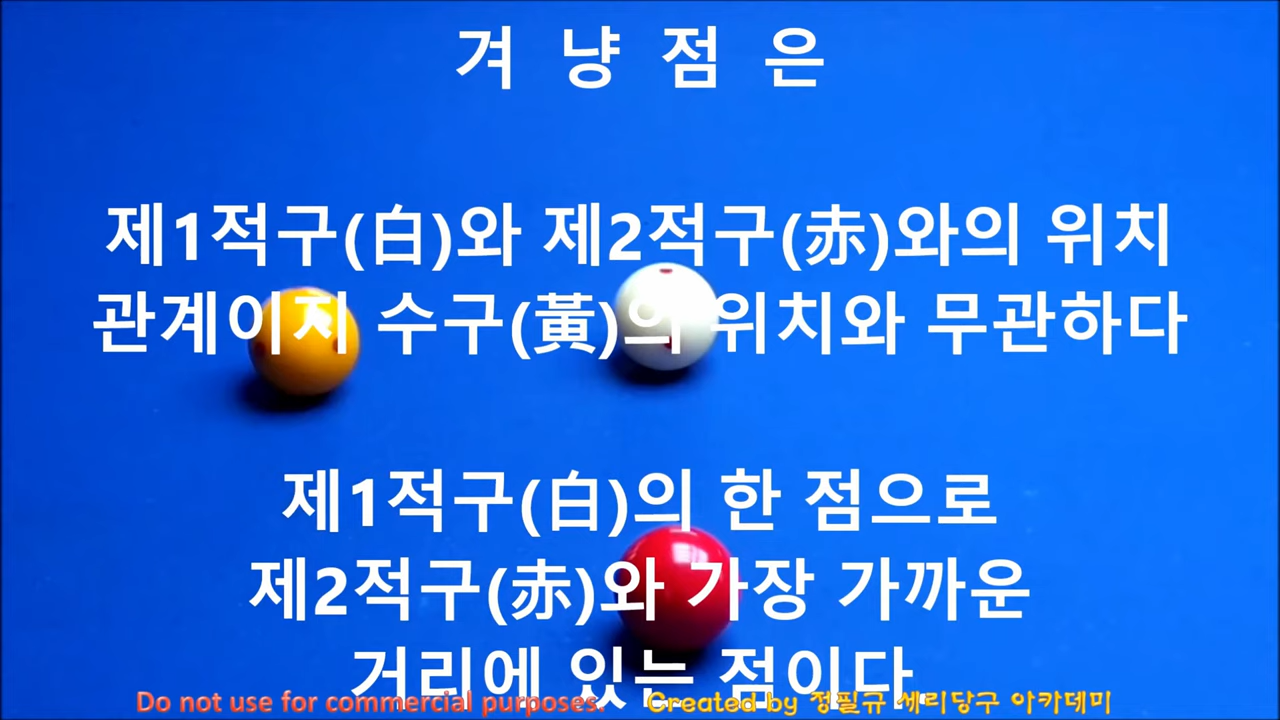 겨 냥 점 은
제1적구(白)와 제2적구(赤)와의 위치
관계이지 수구(黃)의 위치와 무관하다
제1적구(白)의 한 점으로
제2적구(赤)와 가장 가까운
거리에 잇는 점이다.
Do not use for commercial purposes. Created by 정필규 세리당구 아카데미